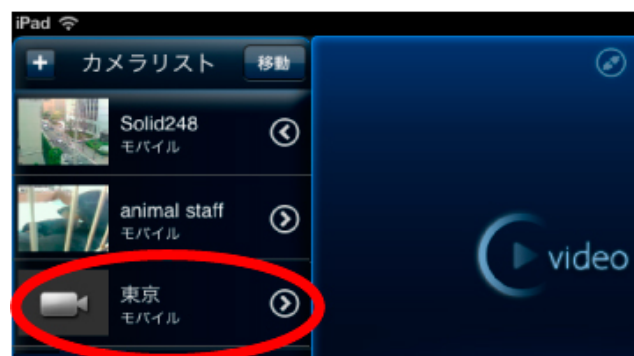 iPad
+ カメラリスト 移動
Solid248
モバイル
animal staff
モバイル
video
東京
モバイル